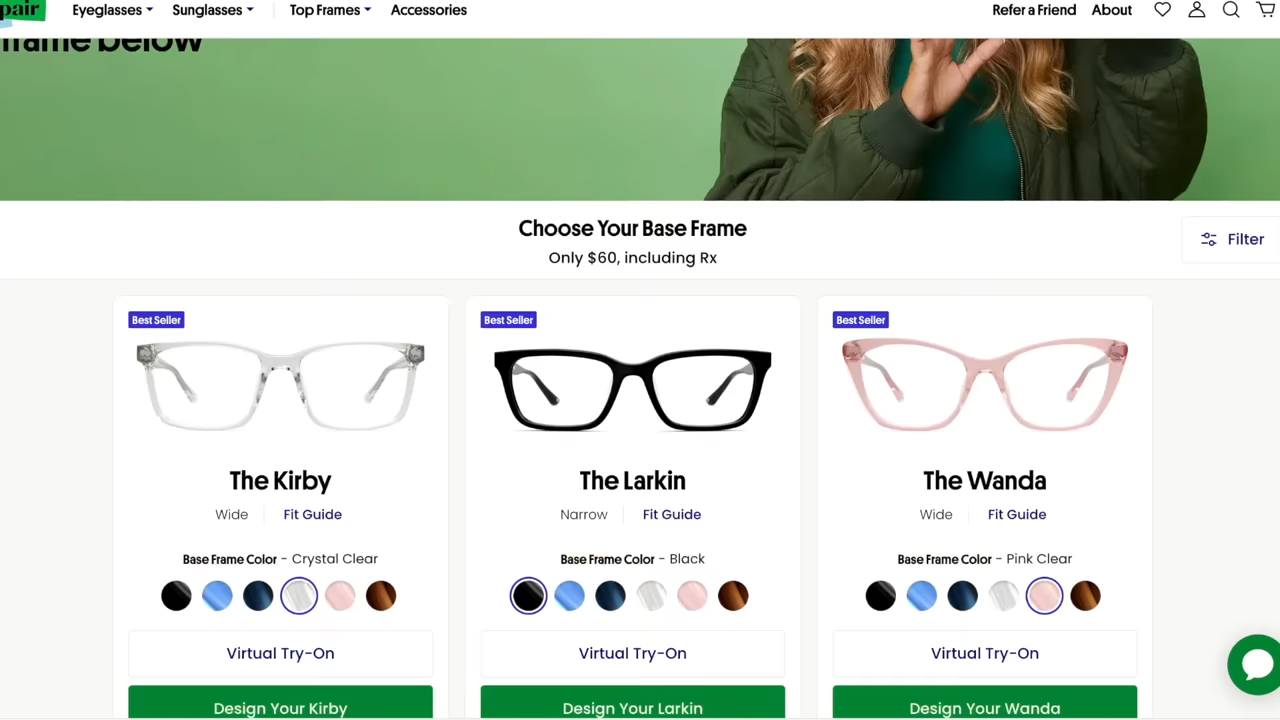 pair Eyeglasses Sunglasses Top Frames Accessories Refer a Friend About
frame below
Choose Your Base Frame
Only $60, including Rx
Filter
Best Seller
The Kirby
Wide Fit Guide
Base Frame Color - Crystal Clear
Virtual Try-On
Design Your Kirby
Best Seller
The Larkin
Narrow Fit Guide
Base Frame Color - Black
Virtual Try-On
Design Your Larkin
Best Seller
The Wanda
Wide Fit Guide
Base Frame Color - Pink Clear
Virtual Try-On
Design Your Wanda